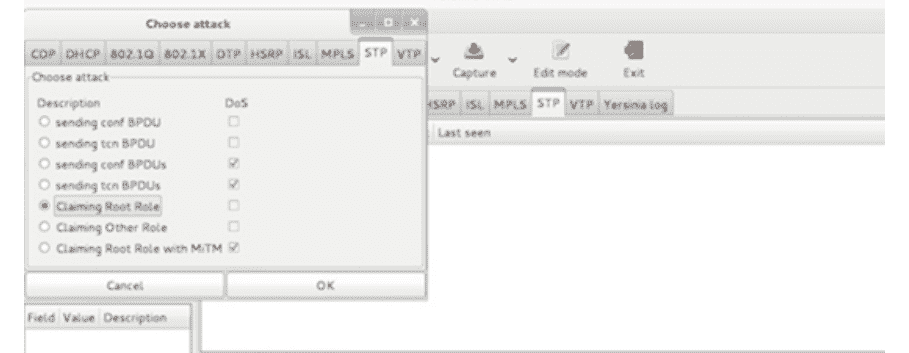 Choose attack
CDP DHCP 802.1Q 802.1X DTP HSRP ISL MPLS STP VTP
Choose attack
Description DoS
sending conf BPDU
sending tcn BPDU
sending conf BPDUs
sending tcn BPDUs
Claiming Root Role
Claiming Other Role
Claiming Root Role with MiTM
Cancel OK
Field Value Description
Capture Edit mode Exit
HSRP ISL MPLS STP VTP Yersinia log
Last seen